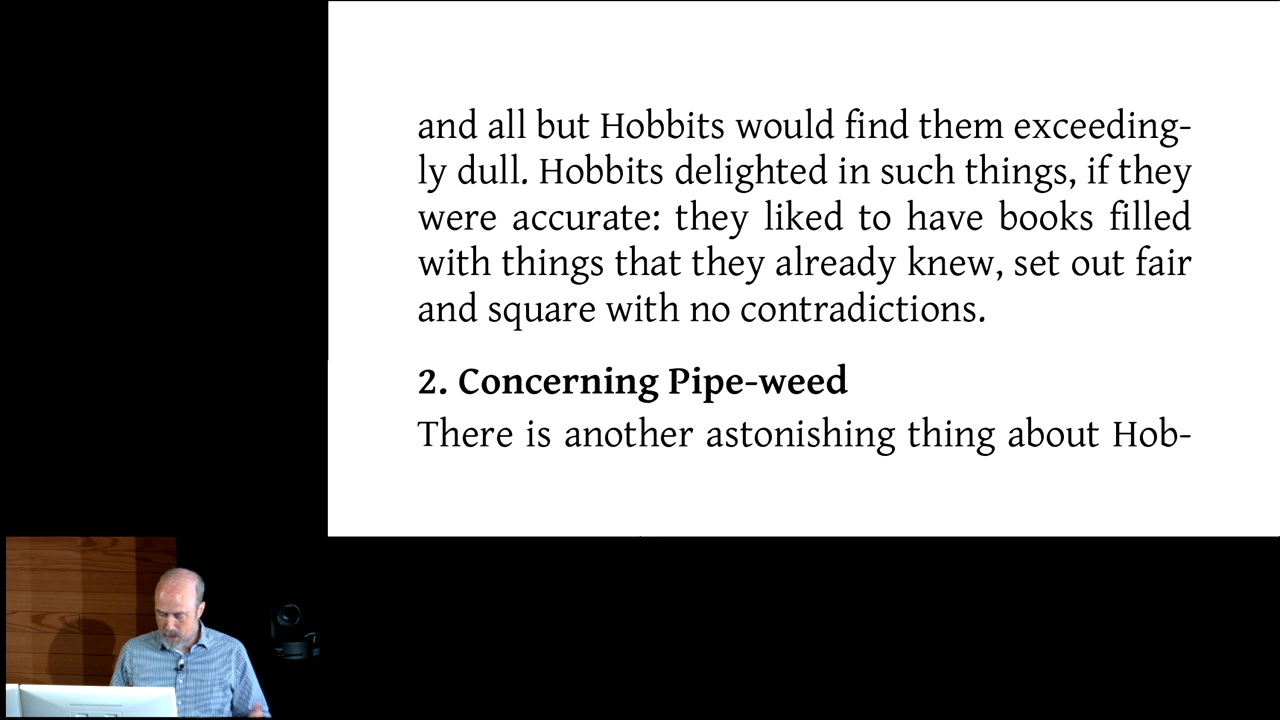 and all but Hobbits would find them exceeding-
ly dull. Hobbits delighted in such things, if they
were accurate: they liked to have books filled
with things that they already knew, set out fair
and square with no contradictions.
2. Concerning Pipe-weed
There is another astonishing thing about Hob-